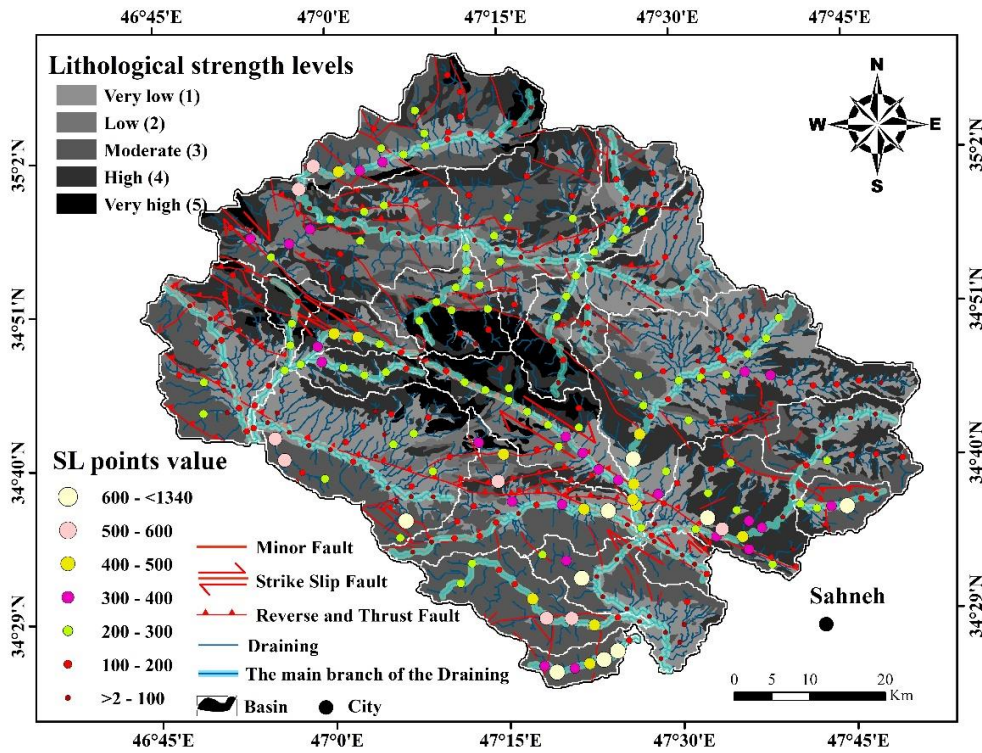 46°45'E 47°0'E 47°15'E 47°30'E 47°45'E
Lithological strength levels
Very low (1)
Low (2)
Moderate (3)
High (4)
Very high (5)
N
W E
S
35°2'N 35°2'N
34°51'N 34°51'N
34°40'N 34°40'N
34°29'N 34°29'N
SL points value
600 - <1340
500 - 600
400 - 500
300 - 400
200 - 300
100 - 200
>2 - 100
Minor Fault
Strike Slip Fault
Reverse and Thrust Fault
Draining
The main branch of the Draining
Basin City
Sahneh
0 5 10 20
Km
46°45'E 47°0'E 47°15'E 47°30'E 47°45'E